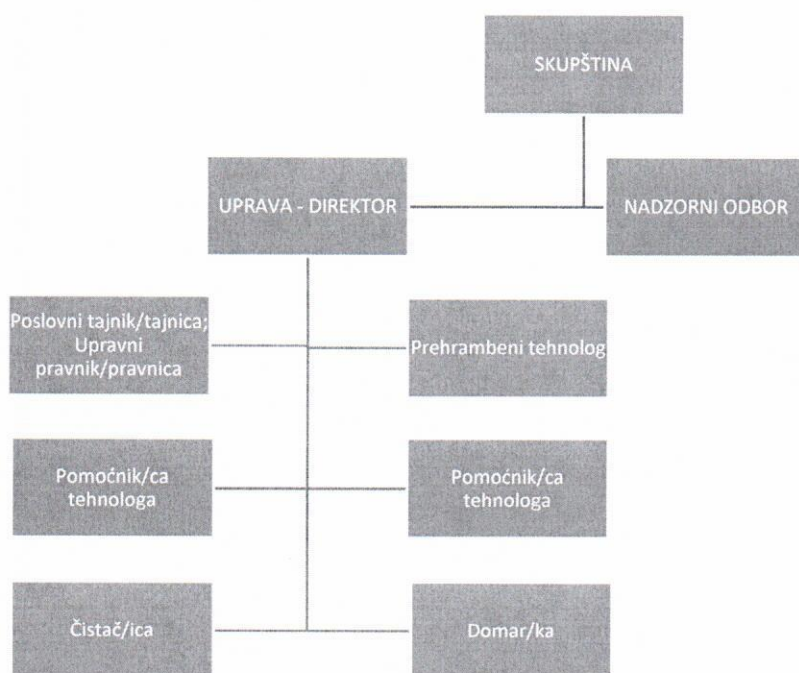 SKUPŠTINA
UPRAVA - DIREKTOR
NADZORNI ODBOR
Poslovni tajnik/tajnica;
Upravni
pravnik/pravnica
Prehrambeni tehnolog
Pomoćnik/ca
tehnologa
Pomoćnik/ca
tehnologa
Čistač/ica
Domar/ka